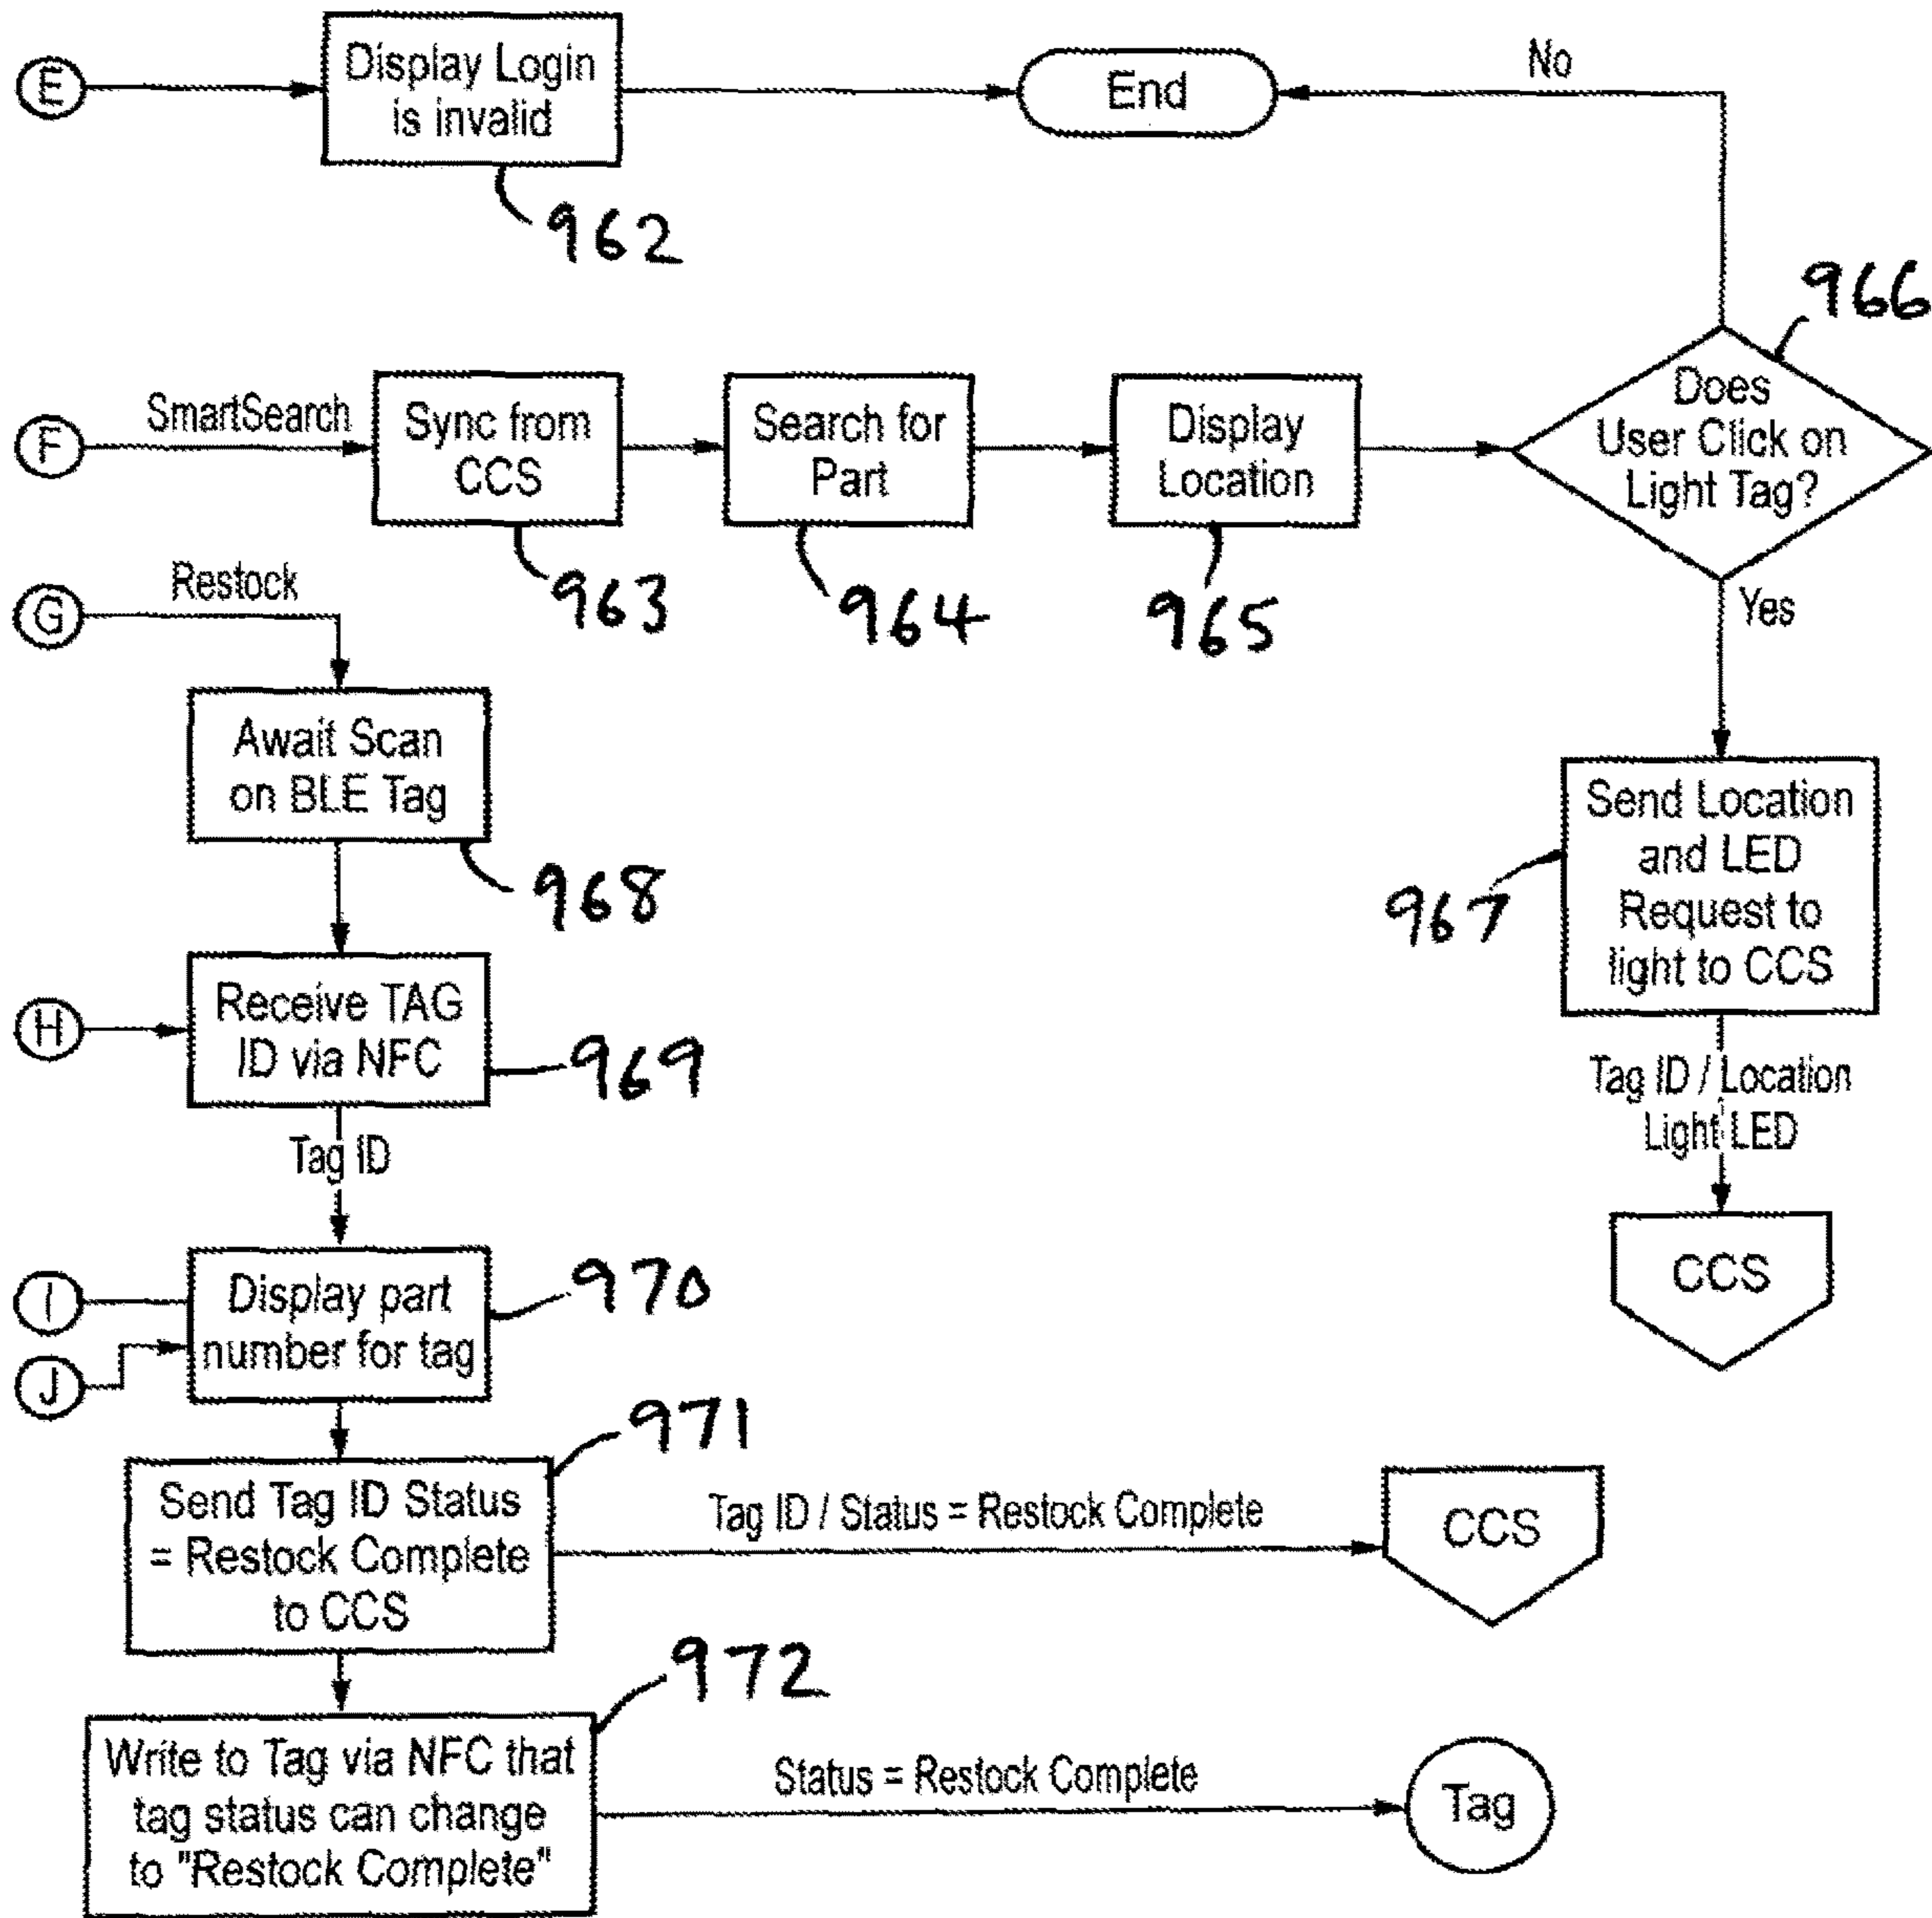 E
Display Login
is invalid
End
No
962
966
F
SmartSearch
Sync from
CCS
Search for
Part
Display
Location
Does
User Click on
Light Tag?
963
964
965
G
Restock
Yes
Await Scan
on BLE Tag
968
Send Location
and LED
Request to
light to CCS
967
H
Receive TAG
ID via NFC
969
Tag ID
Tag ID / Location
Light LED
CCS
I
J
Display part
number for tag
970
971
Send Tag ID Status
= Restock Complete
to CCS
Tag ID / Status = Restock Complete
CCS
972
Write to Tag via NFC that
tag status can change
to "Restock Complete"
Status = Restock Complete
Tag